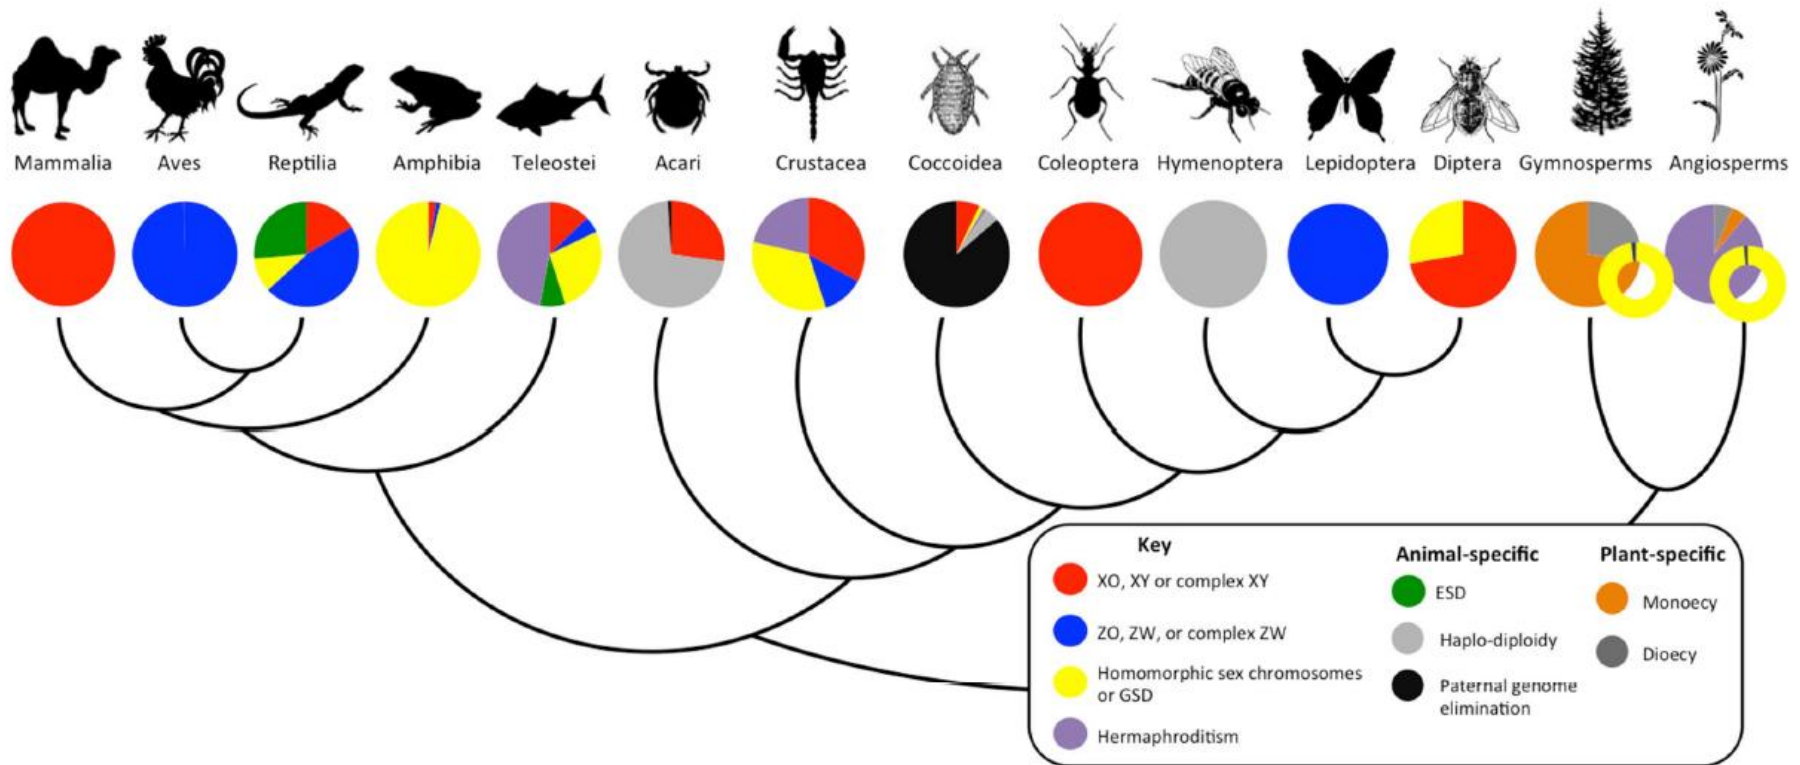 Mammalia Aves Reptilia Amphibia Teleostei Acari Crustacea Coccoidea Coleoptera Hymenoptera Lepidoptera Diptera Gymnosperms Angiosperms
Key
XO, XY or complex XY
ZO, ZW, or complex ZW
Homomorphic sex chromosomes
or GSD
Hermaphroditism
Animal-specific
ESD
Haplo-diploidy
Paternal genome
elimination
Plant-specific
Monoecy
Dioecy